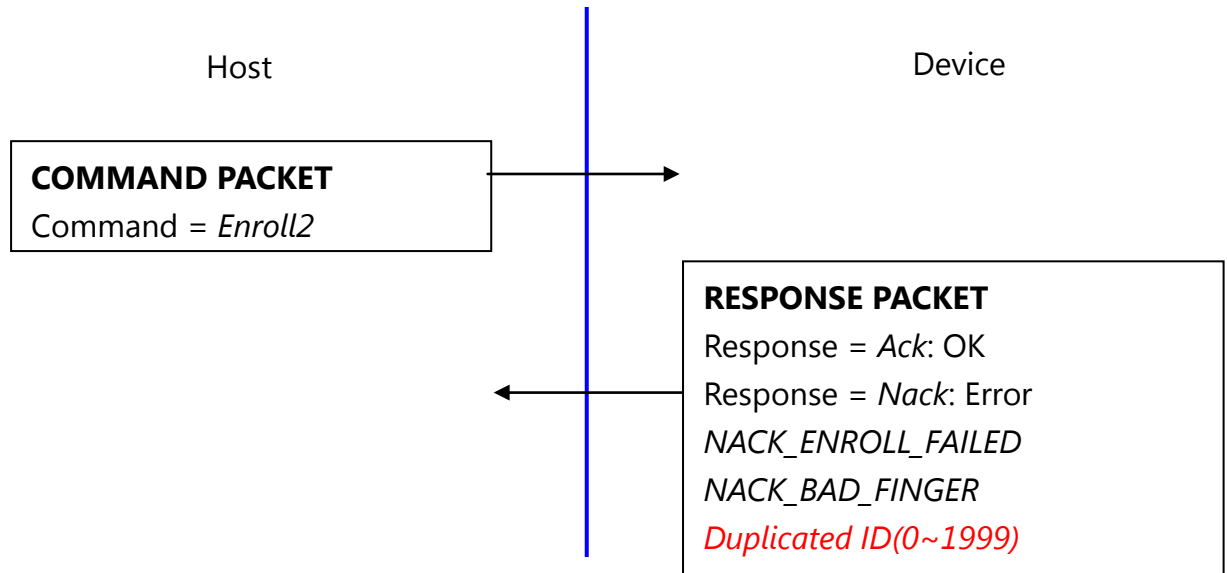 Host
Device
COMMAND PACKET
Command = Enroll2
RESPONSE PACKET
Response = Ack: OK
Response = Nack: Error
NACK_ENROLL_FAILED
NACK_BAD_FINGER
Duplicated ID(0~1999)